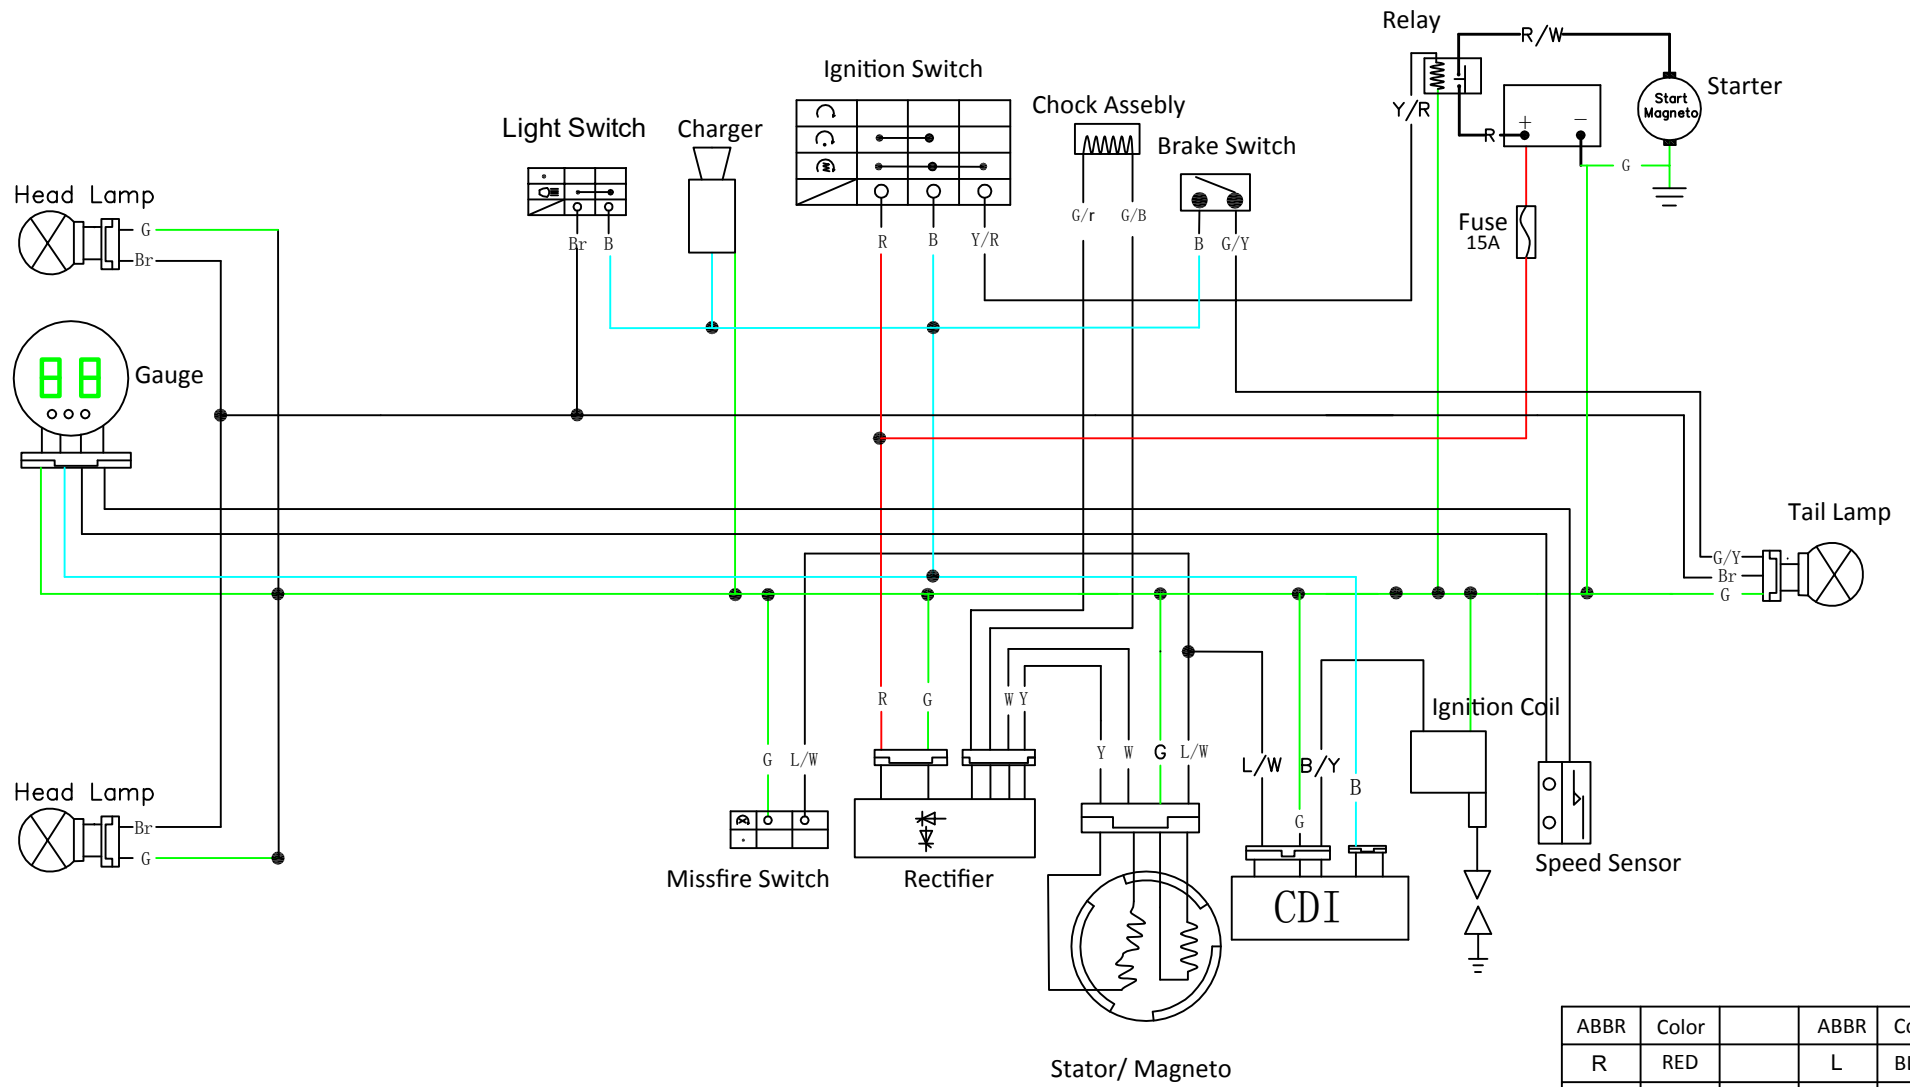 Relay
R/W
Ignition Switch
Starter
Start
Magneto
Chock Assebly
Y/R
Light Switch
Charger
+
−
R
Brake Switch
G
Head Lamp
G/r
G/B
Fuse
15A
G
Br
B
R
B
Y/R
B
G/Y
Br
Gauge
Tail Lamp
G/Y
Br
G
R
G
W
Y
Ignition Coil
G
L/W
Y
W
G
L/W
L/W
B/Y
B
Head Lamp
Br
G
G
CDI
Missfire Switch
Rectifier
Speed Sensor
Stator/ Magneto
ABBR
Color
ABBR
R
RED
L